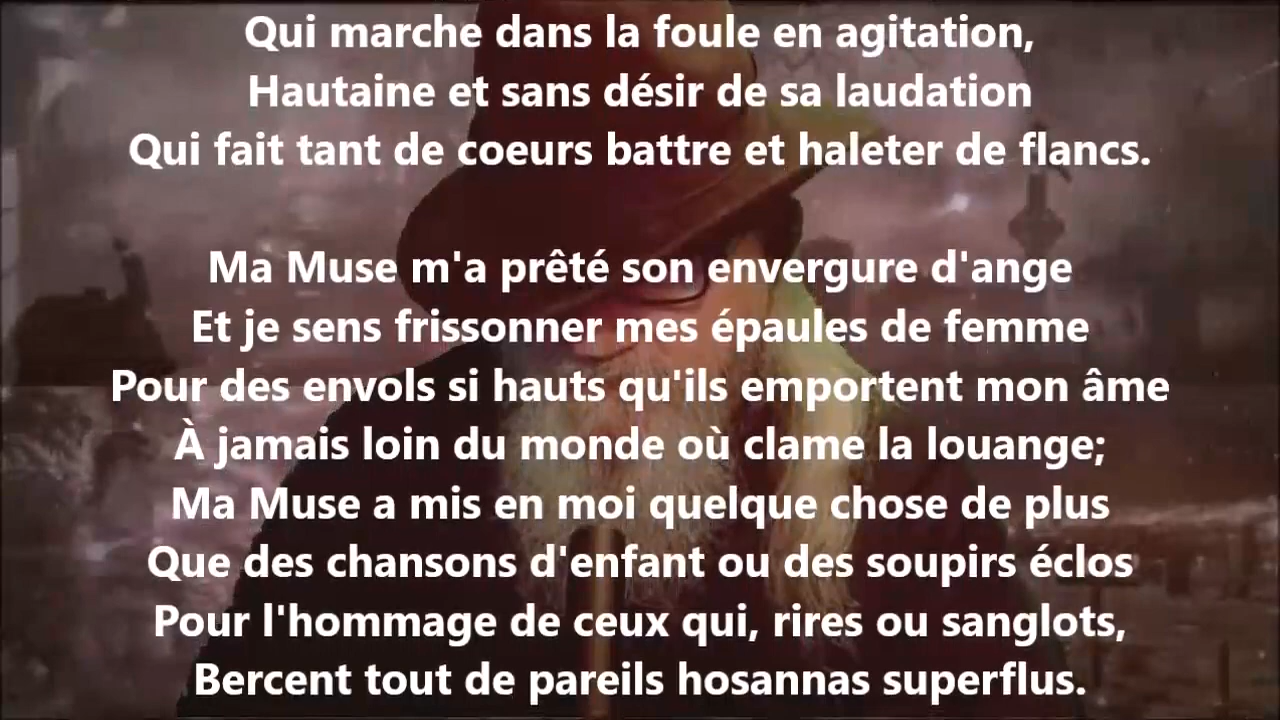 Qui marche dans la foule en agitation,
Hautaine et sans désir de sa laudation
Qui fait tant de coeurs battre et haleter de flancs.
Ma Muse m'a prêté son envergure d'ange
Et je sens frissonner mes épaules de femme
Pour des envols si hauts qu'ils emportent mon âme
À jamais loin du monde où clame la louange;
Ma Muse a mis en moi quelque chose de plus
Que des chansons d'enfant ou des soupirs éclos
Pour l'hommage de ceux qui, rires ou sanglots,
Bercent tout de pareils hosannas superflus.